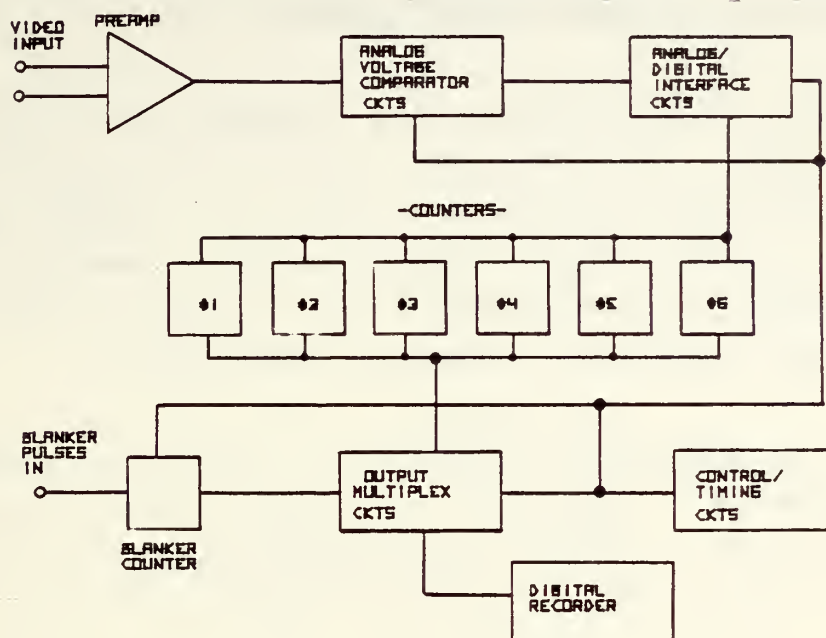 VIDEO
INPUT
PREAMP
ANALOG
VOLTAGE
COMPARATOR
CKTS
ANALOG/
DIGITAL
INTERFACE
CKTS
-COUNTERS-
#1
#2
#3
#4
#5
#6
BLANKER
PULSES
IN
BLANKER
COUNTER
OUTPUT
MULTIPLEX
CKTS
CONTROL/
TIMING
CKTS
DIGITAL
RECORDER